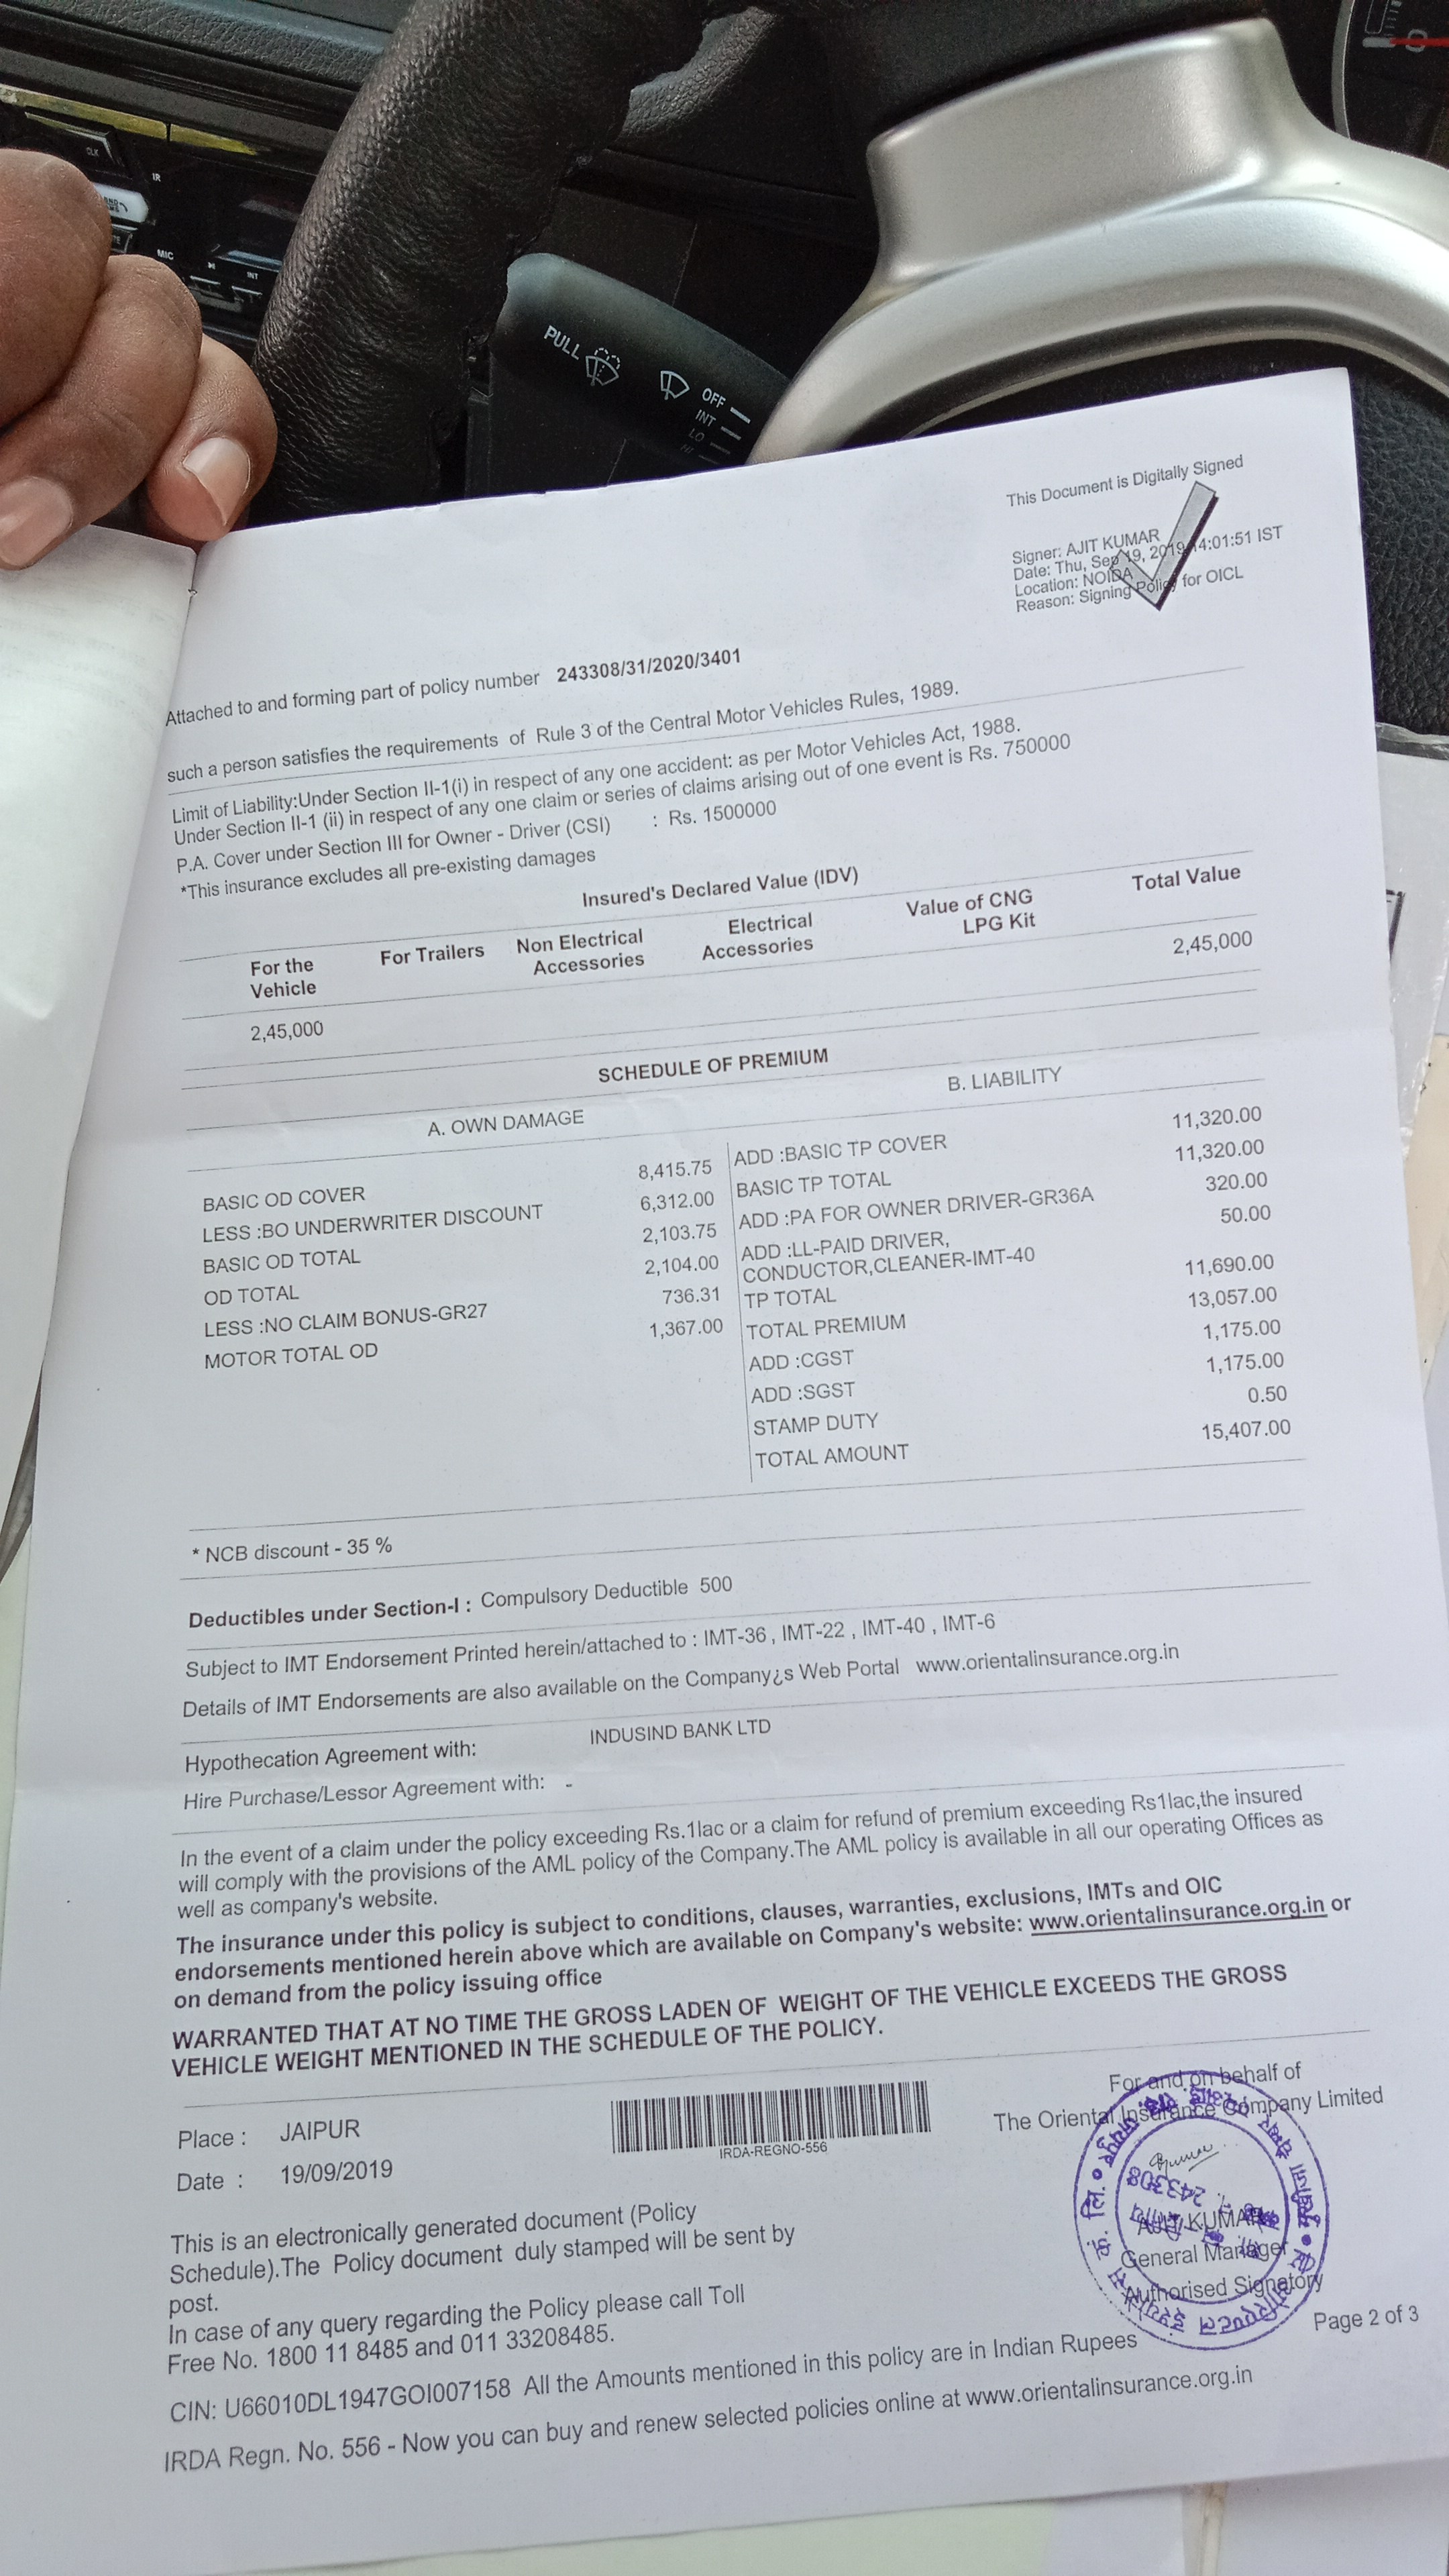 CLK
IR
MIC
INT
PULL
OFF
INT
LO
HI
0
This Document is Digitally Signed
Signer: AJIT KUMAR
Date: Thu, Sep 19, 2019 14:01:51 IST
Location: NOIDA
Reason: Signing Policy for OICL
Attached to and forming part of policy number 243308/31/2020/3401
such a person satisfies the requirements of Rule 3 of the Central Motor Vehicles Rules, 1989.
Limit of Liability:Under Section II-1(i) in respect of any one accident: as per Motor Vehicles Act, 1988.
Under Section II-1 (ii) in respect of any one claim or series of claims arising out of one event is Rs. 750000
P.A. Cover under Section III for Owner - Driver (CSI) : Rs. 1500000
*This insurance excludes all pre-existing damages
Insured's Declared Value (IDV)
For the Vehicle For Trailers Non Electrical Accessories Electrical Accessories Value of CNG LPG Kit Total Value
2,45,000 2,45,000
SCHEDULE OF PREMIUM
A. OWN DAMAGE B. LIABILITY
BASIC OD COVER 8,415.75
LESS :BO UNDERWRITER DISCOUNT 6,312.00
BASIC OD TOTAL 2,103.75
OD TOTAL 2,104.00
LESS :NO CLAIM BONUS-GR27 736.31
MOTOR TOTAL OD 1,367.00
ADD :BASIC TP COVER 11,320.00
BASIC TP TOTAL 11,320.00
ADD :PA FOR OWNER DRIVER-GR36A 320.00
ADD :LL-PAID DRIVER, 50.00
CONDUCTOR,CLEANER-IMT-40
TP TOTAL 11,690.00
TOTAL PREMIUM 13,057.00
ADD :CGST 1,175.00
ADD :SGST 1,175.00
STAMP DUTY 0.50
TOTAL AMOUNT 15,407.00
* NCB discount - 35 %
Deductibles under Section-I : Compulsory Deductible 500
Subject to IMT Endorsement Printed herein/attached to : IMT-36 , IMT-22 , IMT-40 , IMT-6
Details of IMT Endorsements are also available on the Company¿s Web Portal www.orientalinsurance.org.in
Hypothecation Agreement with: INDUSIND BANK LTD
Hire Purchase/Lessor Agreement with: -
In the event of a claim under the policy exceeding Rs.1lac or a claim for refund of premium exceeding Rs1lac,the insured
will comply with the provisions of the AML policy of the Company.The AML policy is available in all our operating Offices as
well as company's website.
The insurance under this policy is subject to conditions, clauses, warranties, exclusions, IMTs and OIC
endorsements mentioned herein above which are available on Company's website: www.orientalinsurance.org.in or
on demand from the policy issuing office
WARRANTED THAT AT NO TIME THE GROSS LADEN OF WEIGHT OF THE VEHICLE EXCEEDS THE GROSS
VEHICLE WEIGHT MENTIONED IN THE SCHEDULE OF THE POLICY.
Place : JAIPUR
Date : 19/09/2019
IRDA-REGNO-556
For and on behalf of
The Oriental Insurance Company Limited
243308
AJIT KUMAR
General Manager
Authorised Signatory
This is an electronically generated document (Policy
Schedule).The Policy document duly stamped will be sent by
post.
In case of any query regarding the Policy please call Toll
Free No. 1800 11 8485 and 011 33208485.
Page 2 of 3
CIN: U66010DL1947GOI007158 All the Amounts mentioned in this policy are in Indian Rupees
IRDA Regn. No. 556 - Now you can buy and renew selected policies online at www.orientalinsurance.org.in